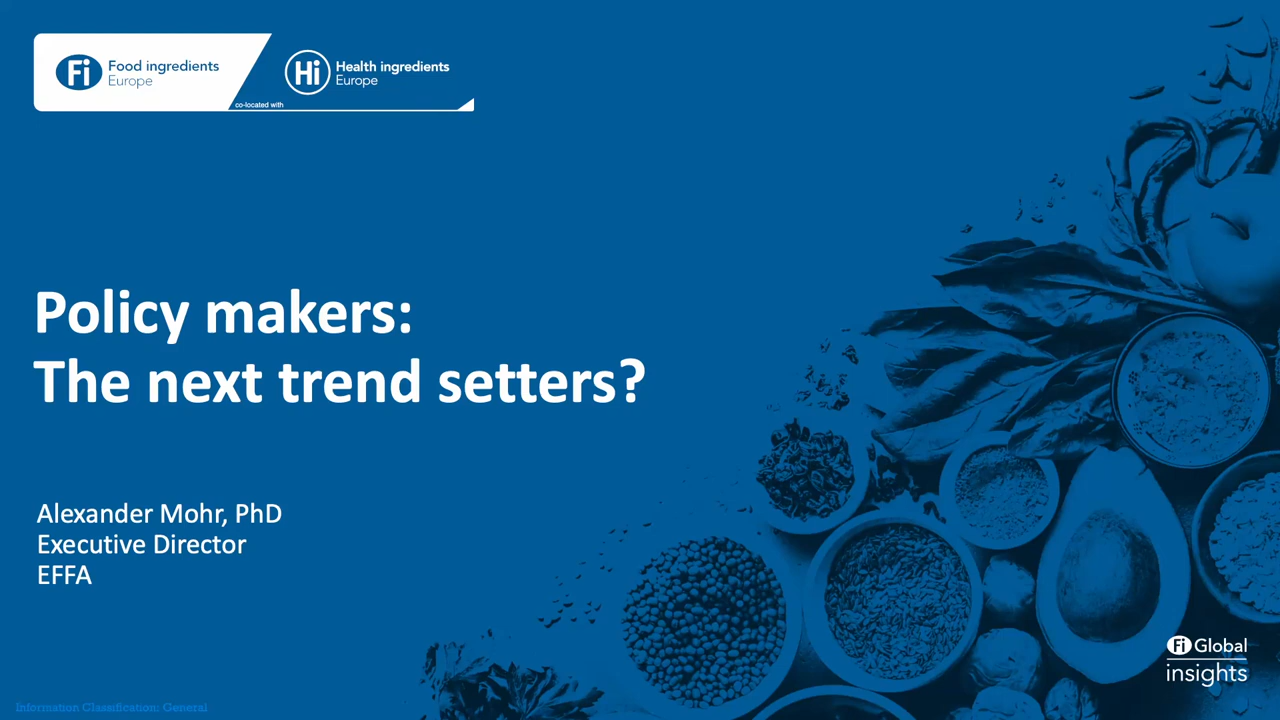 Fi Food ingredients
Europe
co-located with
Hi Health ingredients
Europe
Policy makers:
The next trend setters?
Alexander Mohr, PhD
Executive Director
EFFA
Fi Global
insights
Information Classification: General